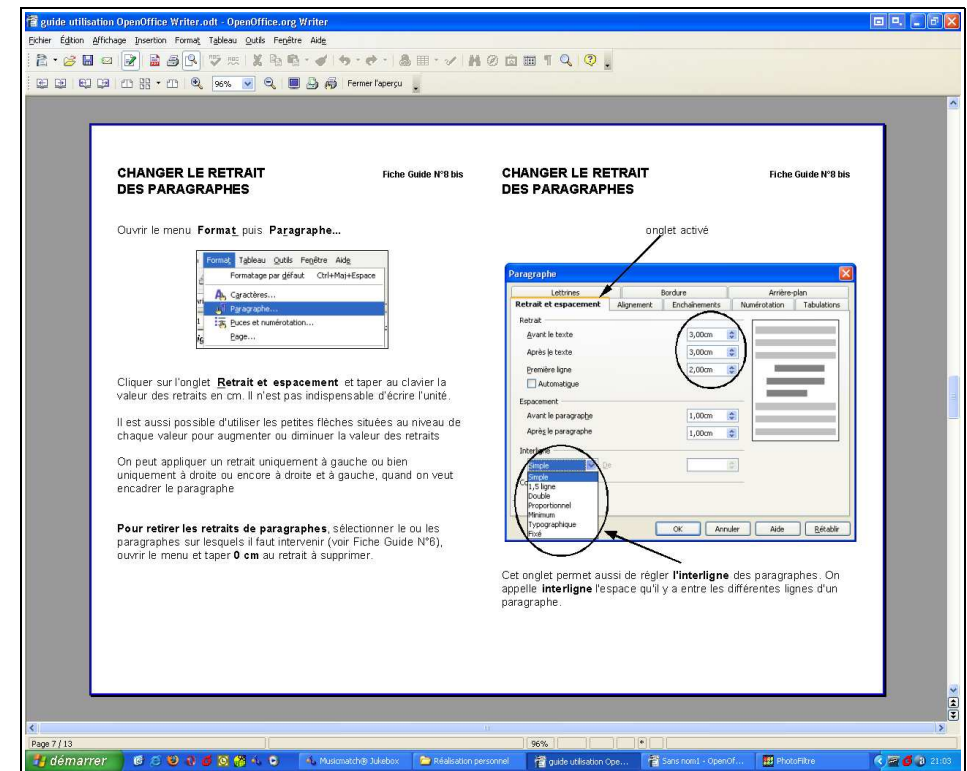 guide utilisation OpenOffice Writer.odt - OpenOffice.org Writer
Fichier Édition Affichage Insertion Format Tableau Outils Fenêtre Aide
96% Fermer l'aperçu
CHANGER LE RETRAIT
DES PARAGRAPHES
Fiche Guide N°8 bis
Ouvrir le menu Format puis Paragraphe...
Format Tableau Outils Fenêtre Aide
Formatage par défaut Ctrl+Maj+Espace
Caractères...
Paragraphe...
Puces et numérotation...
Page...
Cliquer sur l'onglet Retrait et espacement et taper au clavier la
valeur des retraits en cm. Il n'est pas indispensable d'écrire l'unité.
Il est aussi possible d'utiliser les petites flèches situées au niveau de
chaque valeur pour augmenter ou diminuer la valeur des retraits
On peut appliquer un retrait uniquement à gauche ou bien
uniquement à droite ou encore à droite et à gauche, quand on veut
encadrer le paragraphe
Pour retirer les retraits de paragraphes, sélectionner le ou les
paragraphes sur lesquels il faut intervenir (voir Fiche Guide N°6),
ouvrir le menu et taper 0 cm au retrait à supprimer.
CHANGER LE RETRAIT
DES PARAGRAPHES
Fiche Guide N°8 bis
onglet activé
Paragraphe
Lettrines Bordure Arrière-plan
Retrait et espacement Alignement Enchaînements Numérotation Tabulations
Retrait
Avant le texte 3,00cm
Après le texte 3,00cm
Première ligne 2,00cm
Automatique
Espacement
Avant le paragraphe 1,00cm
Après le paragraphe 1,00cm
Interligne
Simple De
Simple
1,5 ligne
Double
Proportionnel
Minimum
Typographique
Fixé
OK Annuler Aide Rétablir
Cet onglet permet aussi de régler l'interligne des paragraphes. On
appelle interligne l'espace qu'il y a entre les différentes lignes d'un
paragraphe.
Page 7 / 13 96% *
démarrer Musicmatch® Jukebox Réalisation personnel guide utilisation Ope... Sans nom1 - OpenOf... PhotoFiltre 21:03